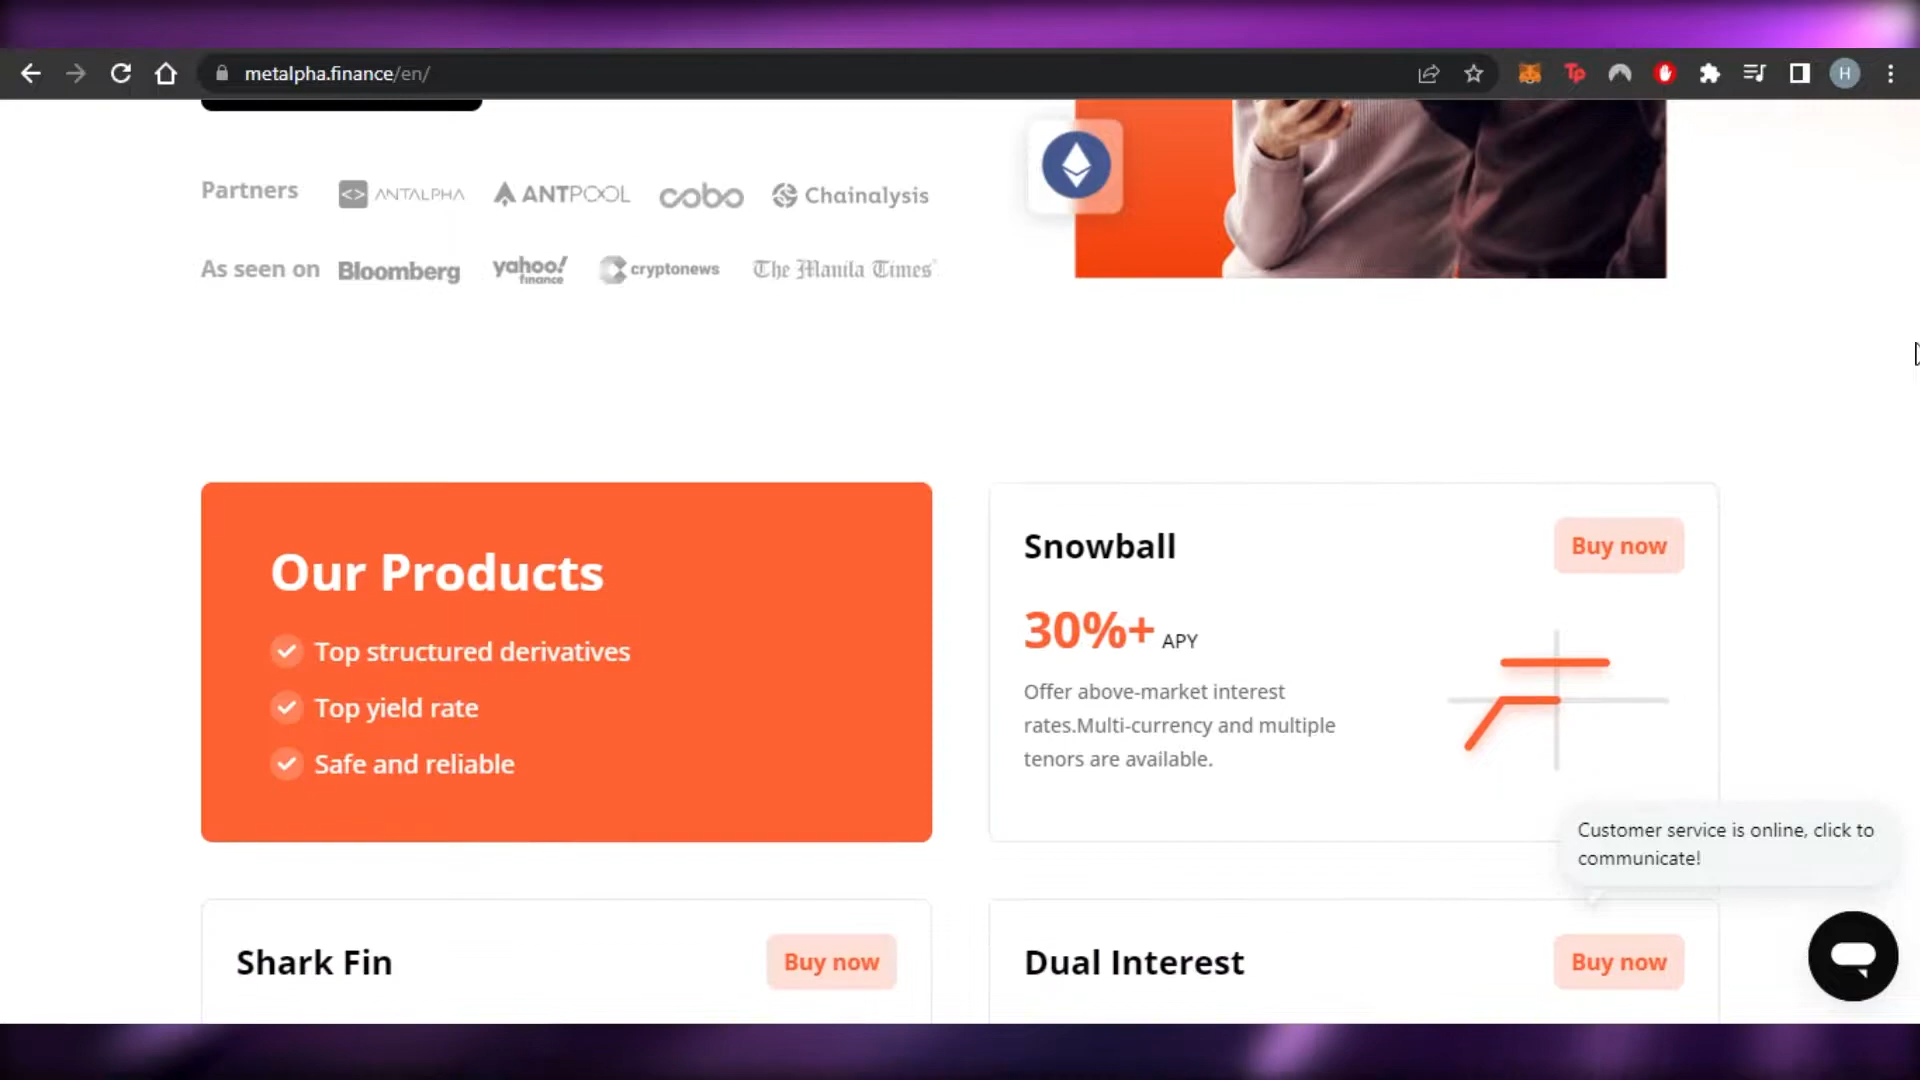 metalpha.finance/en/
Tp
H
Partners
<> ANTALPHA
ANTPOOL
cobo
Chainalysis
As seen on
Bloomberg
yahoo!
finance
cryptonews
The Manila Times
Our Products
Top structured derivatives
Top yield rate
Safe and reliable
Snowball
Buy now
30%+ APY
Offer above-market interest
rates.Multi-currency and multiple
tenors are available.
Customer service is online, click to
communicate!
Shark Fin
Buy now
Dual Interest
Buy now